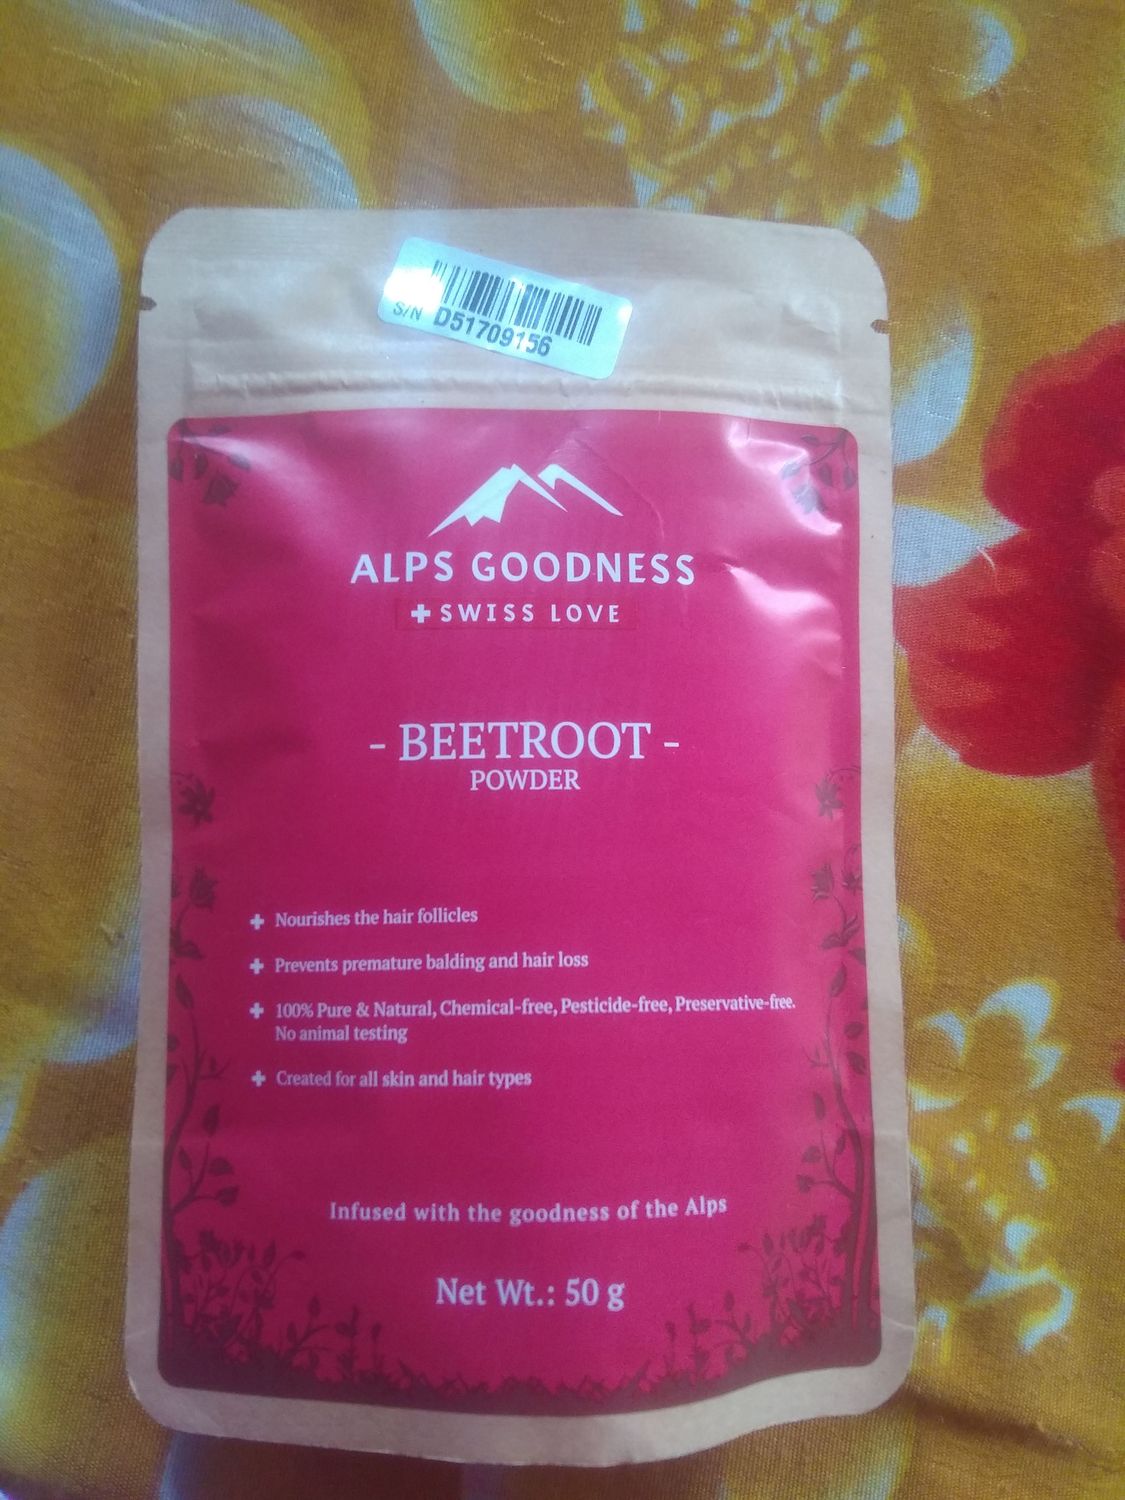 S/N D51709156
ALPS GOODNESS
+ SWISS LOVE
- BEETROOT -
POWDER
+ Nourishes the hair follicles
+ Prevents premature balding and hair loss
+ 100% Pure & Natural, Chemical-free, Pesticide-free, Preservative-free.
No animal testing
+ Created for all skin and hair types
Infused with the goodness of the Alps
Net Wt.: 50 g